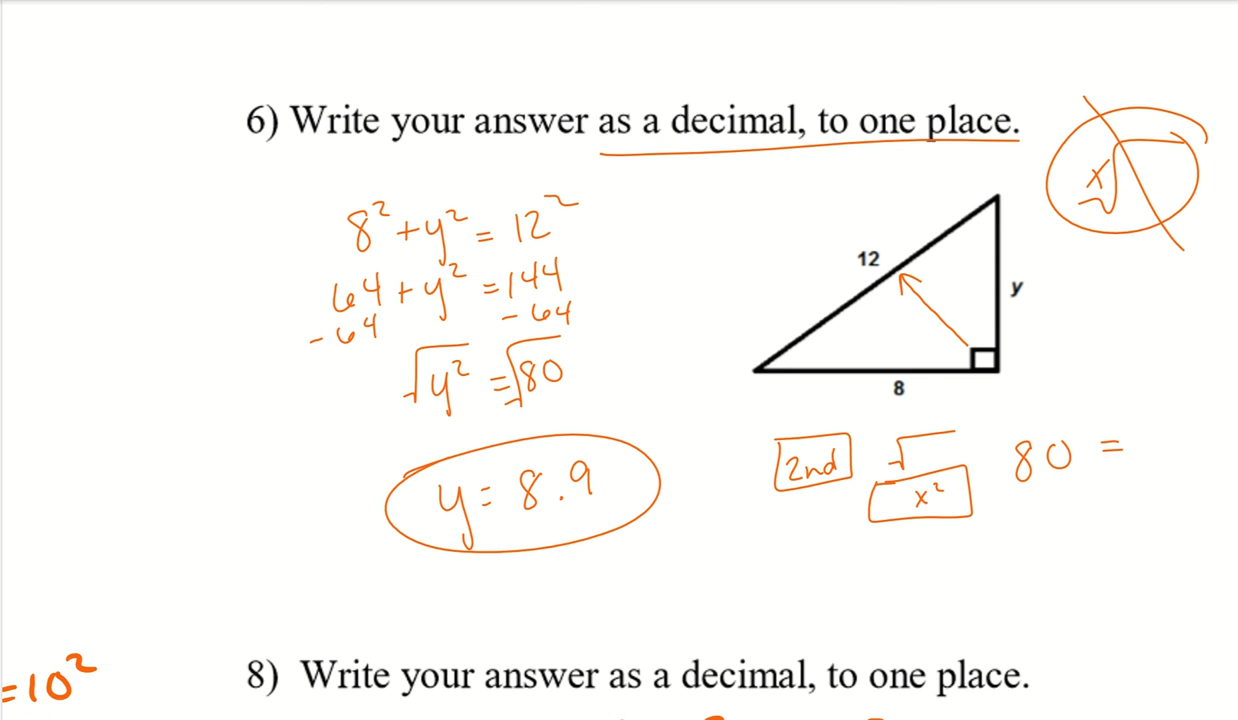 6) Write your answer as a decimal, to one place.
8² + y² = 12²
64 + y² = 144
-64 -64
√y² = √80
y = 8.9
12
y
8
2nd √ 80 =
x²
=10²
8) Write your answer as a decimal, to one place.